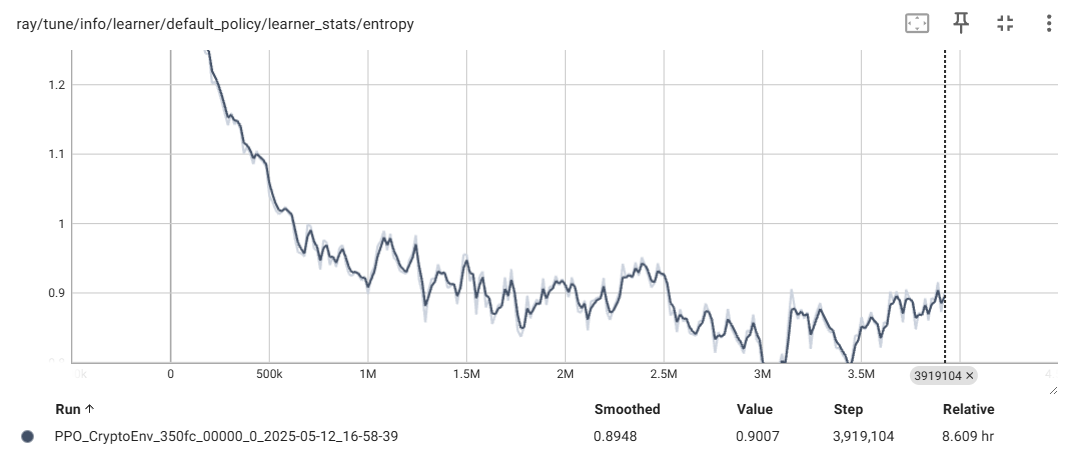 ray/tune/info/learner/default_policy/learner_stats/entropy
1.2
1.1
1
0.9
0.8
0k 0 500k 1M 1.5M 2M 2.5M 3M 3.5M 3919104 × 4.
Run ↑ Smoothed Value Step Relative
PPO_CryptoEnv_350fc_00000_0_2025-05-12_16-58-39 0.8948 0.9007 3,919,104 8.609 hr